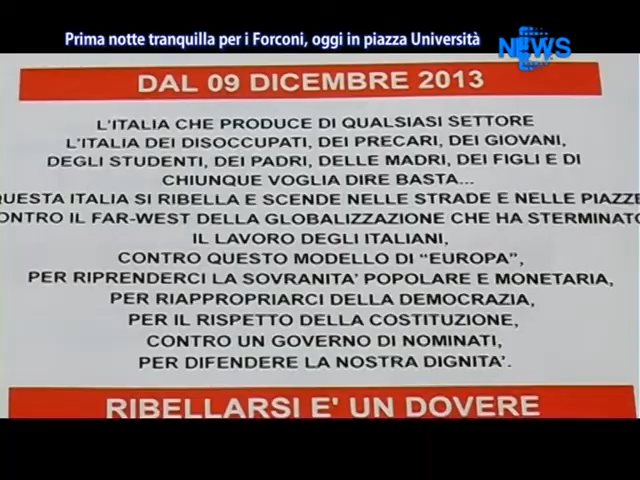 Prima notte tranquilla per i Forconi, oggi in piazza Università
NEWS
DAL 09 DICEMBRE 2013
L'ITALIA CHE PRODUCE DI QUALSIASI SETTORE
L'ITALIA DEI DISOCCUPATI, DEI PRECARI, DEI GIOVANI,
DEGLI STUDENTI, DEI PADRI, DELLE MADRI, DEI FIGLI E DI
CHIUNQUE VOGLIA DIRE BASTA...
QUESTA ITALIA SI RIBELLA E SCENDE NELLE STRADE E NELLE PIAZZE
CONTRO IL FAR-WEST DELLA GLOBALIZZAZIONE CHE HA STERMINATO
IL LAVORO DEGLI ITALIANI,
CONTRO QUESTO MODELLO DI “EUROPA”,
PER RIPRENDERCI LA SOVRANITA’ POPOLARE E MONETARIA,
PER RIAPPROPRIARCI DELLA DEMOCRAZIA,
PER IL RISPETTO DELLA COSTITUZIONE,
CONTRO UN GOVERNO DI NOMINATI,
PER DIFENDERE LA NOSTRA DIGNITA’.
RIBELLARSI E' UN DOVERE